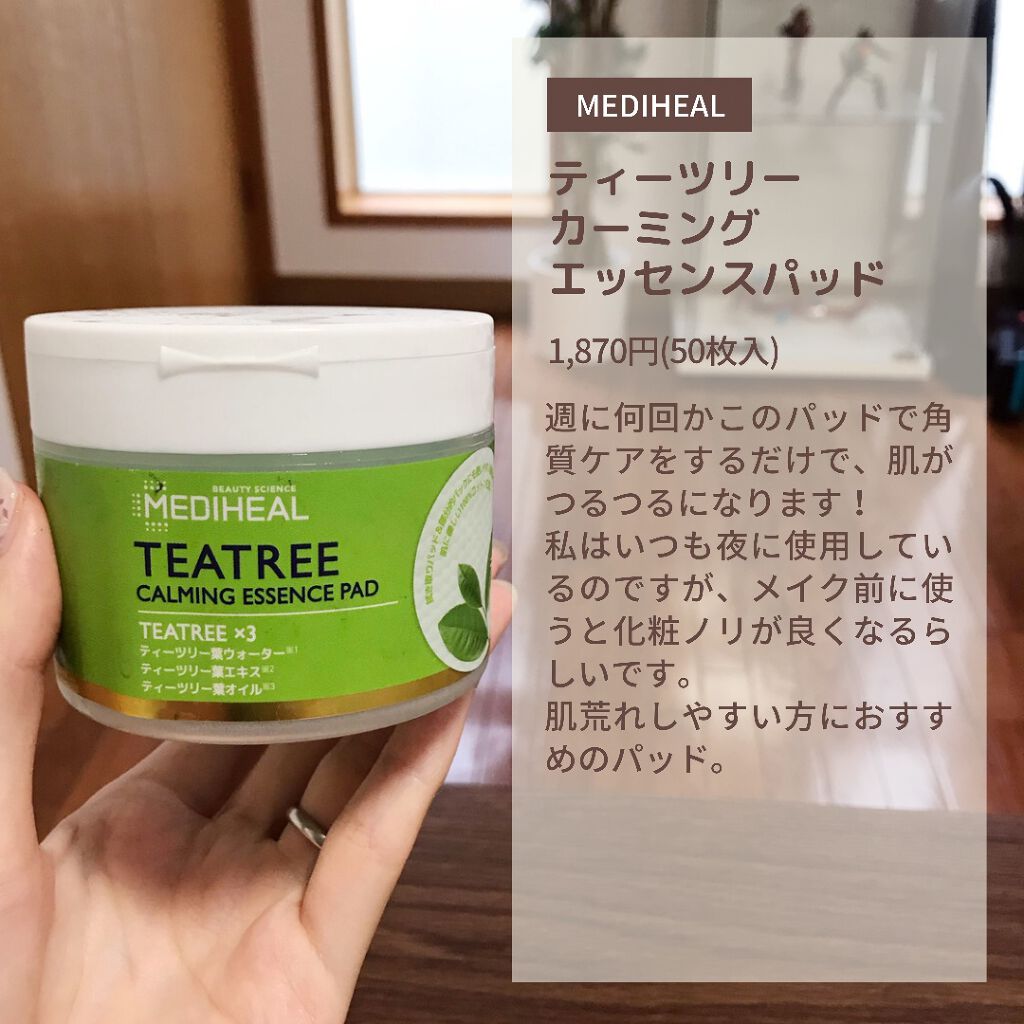 MEDIHEAL
ティーツリー
カーミング
エッセンスパッド
1,870円(50枚入)
週に何回かこのパッドで角
質ケアをするだけで、肌が
つるつるになります！
私はいつも夜に使用してい
るのですが、メイク前に使
うと化粧ノリが良くなるら
しいです。
肌荒れしやすい方におすす
めのパッド。
BEAUTY SCIENCE
MEDIHEAL
TEATREE
CALMING ESSENCE PAD
TEATREE ×3
ティーツリー葉ウォーター※1
ティーツリー葉エキス※2
ティーツリー葉オイル※3